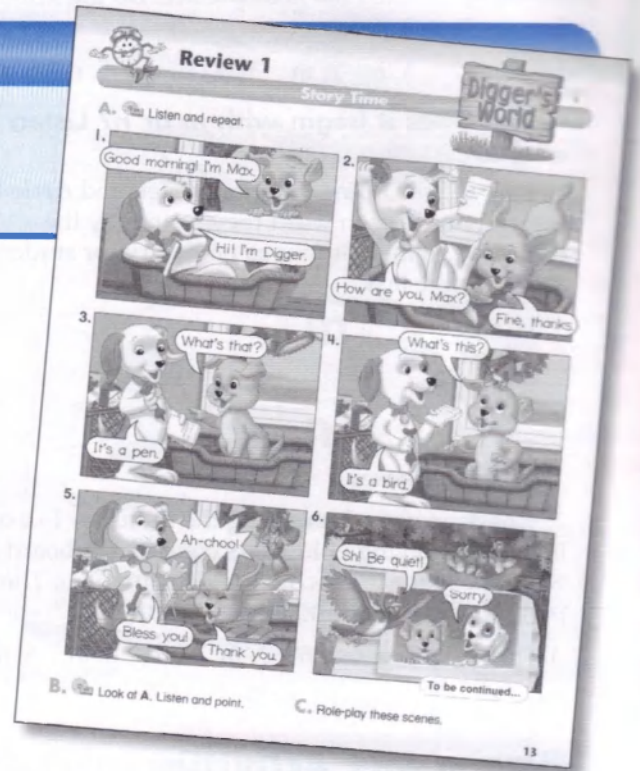 Review 1
Story Time
Digger's
World
A. Listen and repeat.
1.
Good morning! I'm Max.
Hi! I'm Digger.
2.
How are you, Max?
Fine, thanks.
3.
What's that?
It's a pen.
4.
What's this?
It's a bird.
5.
Ah-choo!
Bless you!
Thank you.
6.
Sh! Be quiet!
Sorry.
To be continued...
B. Look at A. Listen and point.
C. Role-play these scenes.
13